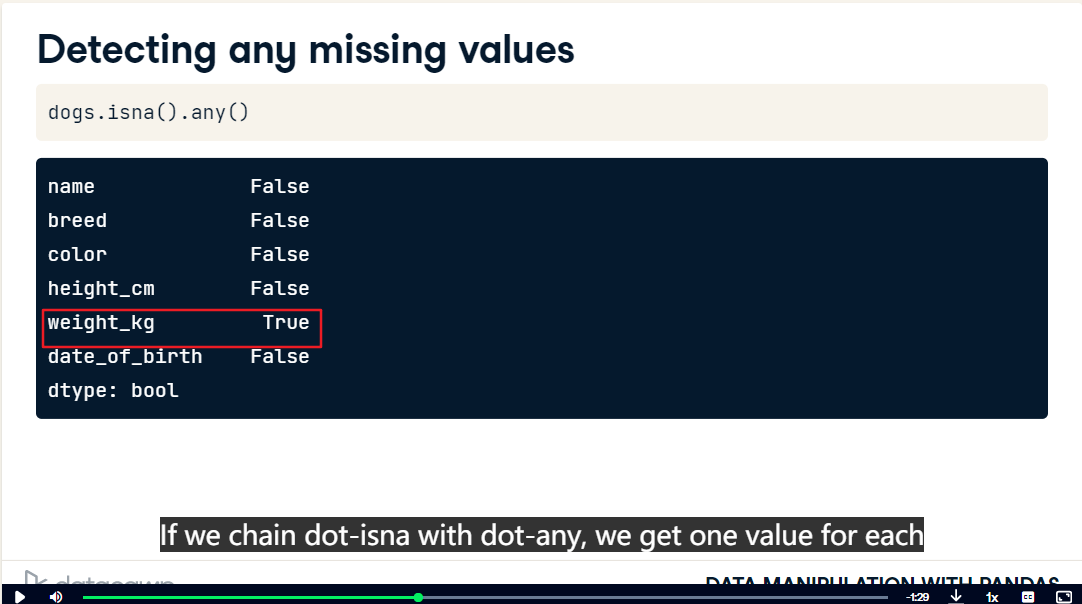 Detecting any missing values
dogs.isna().any()
name False
breed False
color False
height_cm False
weight_kg True
date_of_birth False
dtype: bool
If we chain dot-isna with dot-any, we get one value for each
DATA MANIPULATION WITH PANDAS
-1:29
1x
CC